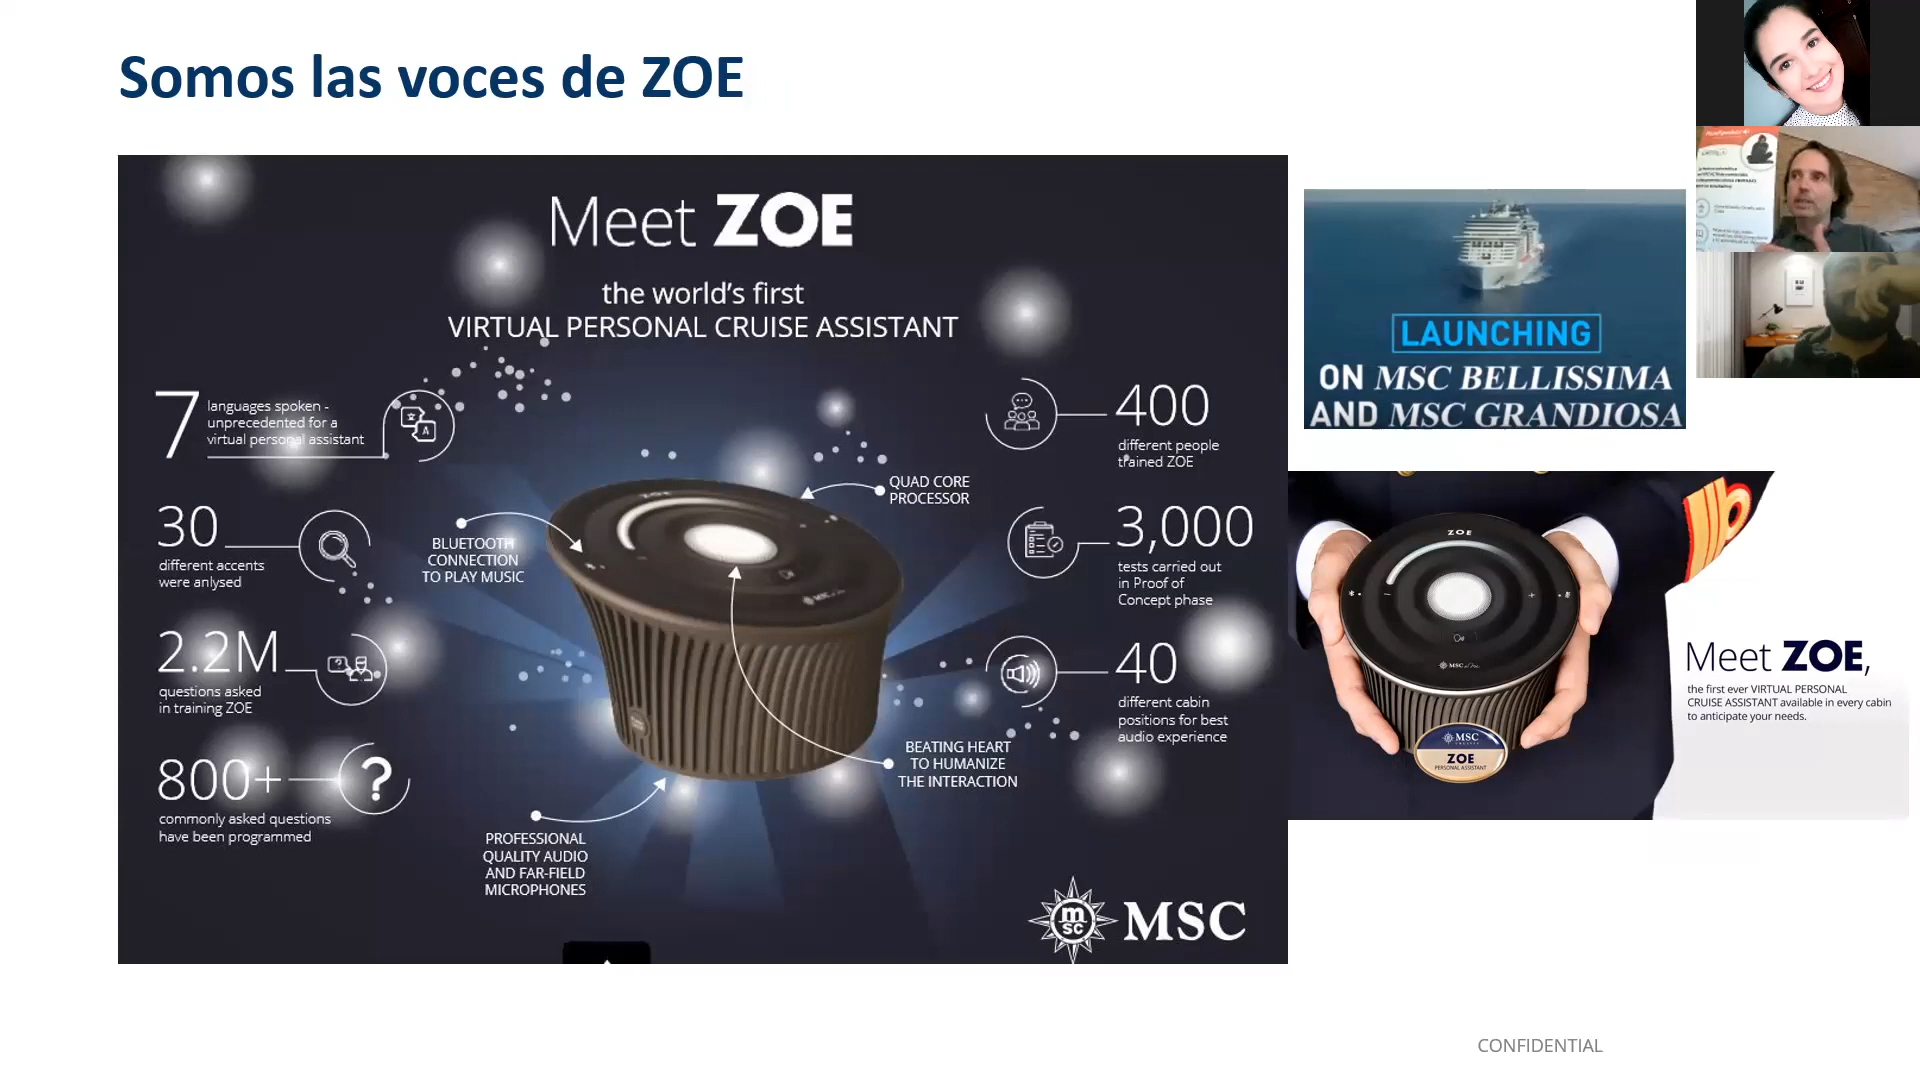 Somos las voces de ZOE
Meet ZOE
the world's first
VIRTUAL PERSONAL CRUISE ASSISTANT
7
languages spoken -
unprecedented for a
virtual personal assistant
30
different accents
were anlysed
2.2M
questions asked
in training ZOE
800+
commonly asked questions
have been programmed
BLUETOOTH
CONNECTION
TO PLAY MUSIC
QUAD CORE
PROCESSOR
PROFESSIONAL
QUALITY AUDIO
AND FAR-FIELD
MICROPHONES
BEATING HEART
TO HUMANIZE
THE INTERACTION
400
different people
trained ZOE
3,000
tests carried out
in Proof of
Concept phase
40
different cabin
positions for best
audio experience
msc
MSC
LAUNCHING
ON MSC BELLISSIMA
AND MSC GRANDIOSA
ZOE
MSC
MSC
ZOE
PERSONAL ASSISTANT
Meet ZOE,
the first ever VIRTUAL PERSONAL
CRUISE ASSISTANT available in every cabin
to anticipate your needs.
CONFIDENTIAL